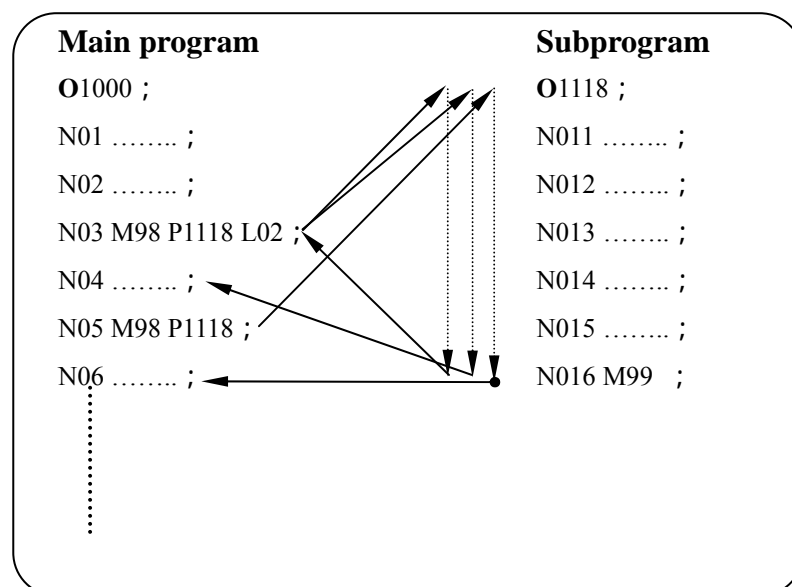 Main program
O1000 ;
N01 …….. ;
N02 …….. ;
N03 M98 P1118 L02 ;
N04 …….. ;
N05 M98 P1118 ;
N06 …….. ;
Subprogram
O1118 ;
N011 …….. ;
N012 …….. ;
N013 …….. ;
N014 …….. ;
N015 …….. ;
N016 M99 ;